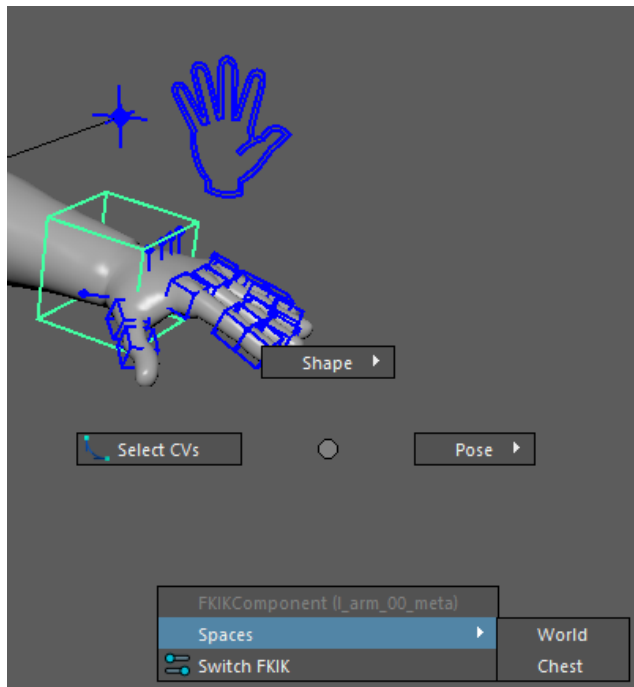 Shape
Select CVs
Pose
FKIKComponent (l_arm_00_meta)
Spaces
World
Switch FKIK
Chest